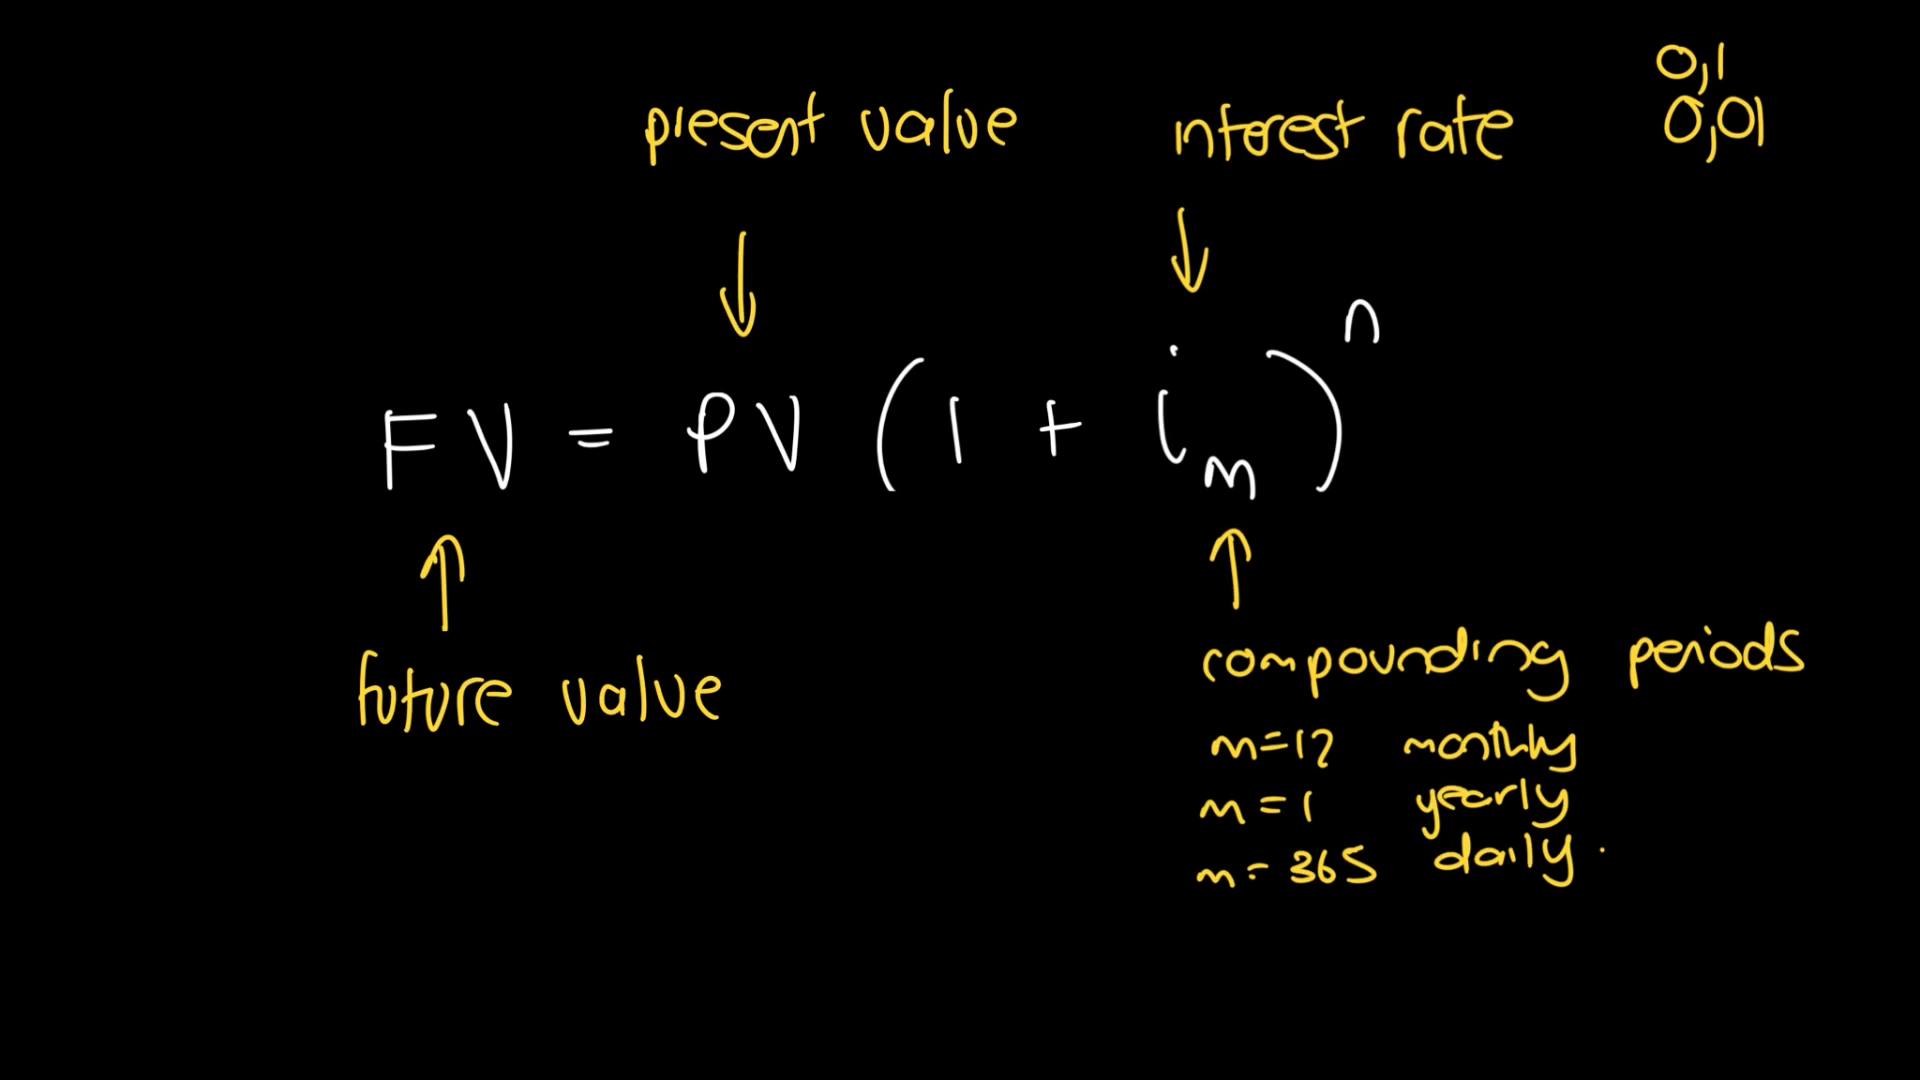 0,1
present value interest rate 0,01
n
FV = PV (1 + i_m)
future value
compounding periods
m=12 monthly
m=1 yearly
m=365 daily.